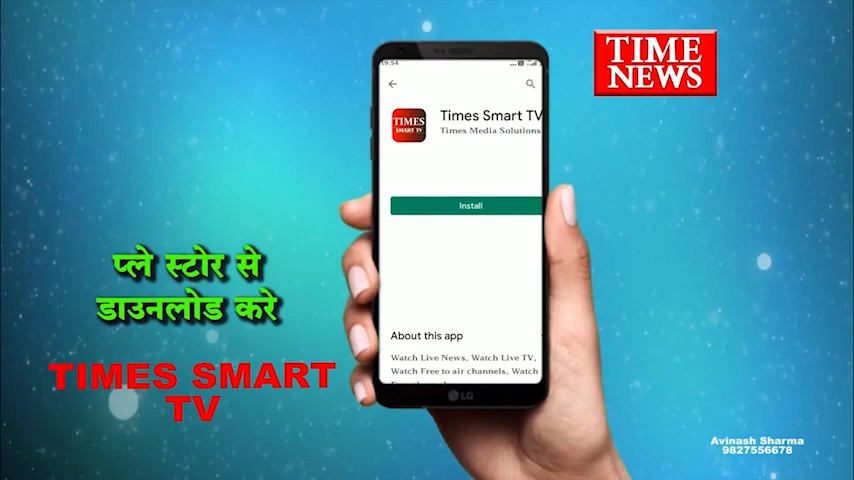 TIME
NEWS
19:54
Times Smart TV
Times Media Solutions
TIMES
SMART TV
Install
About this app
Watch Live News, Watch Live TV,
Watch Free to air channels, Watch
प्ले स्टोर से
डाउनलोड करे
TIMES SMART
TV
LG
Avinash Sharma
9827556678